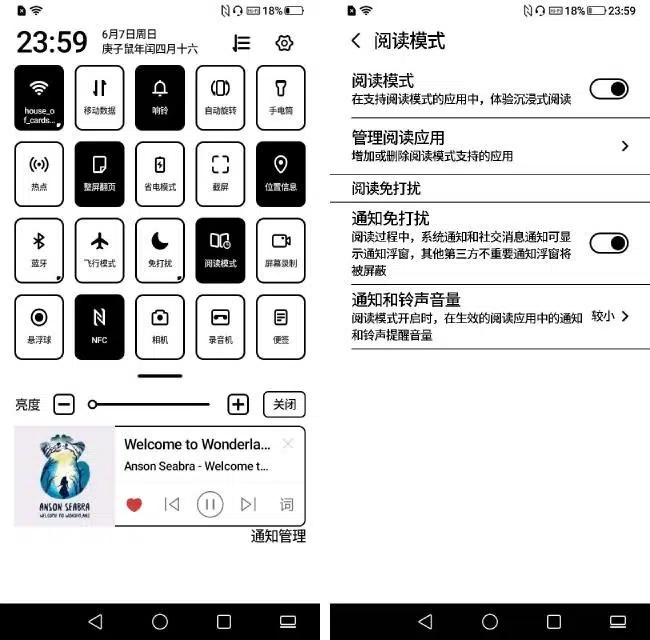 18%
23:59
6月7日周日
庚子鼠年闰四月十六
house_o
f_cards...
移动数据
响铃
自动旋转
手电筒
热点
整屏翻页
省电模式
截屏
位置信息
蓝牙
飞行模式
免打扰
阅读模式
屏幕录制
悬浮球
NFC
相机
录音机
便签
亮度
关闭
ANSON SEABRA
WELCOME TO WONDERLAND
Welcome to Wonderla...
Anson Seabra - Welcome t...
词
通知管理
18% 23:59
阅读模式
阅读模式
在支持阅读模式的应用中，体验沉浸式阅读
管理阅读应用
增加或删除阅读模式支持的应用
阅读免打扰
通知免打扰
阅读过程中，系统通知和社交消息通知可显
示通知浮窗，其他第三方不重要通知浮窗将
被屏蔽
通知和铃声音量
阅读模式开启时，在生效的阅读应用中的通知
和铃声提醒音量
较小